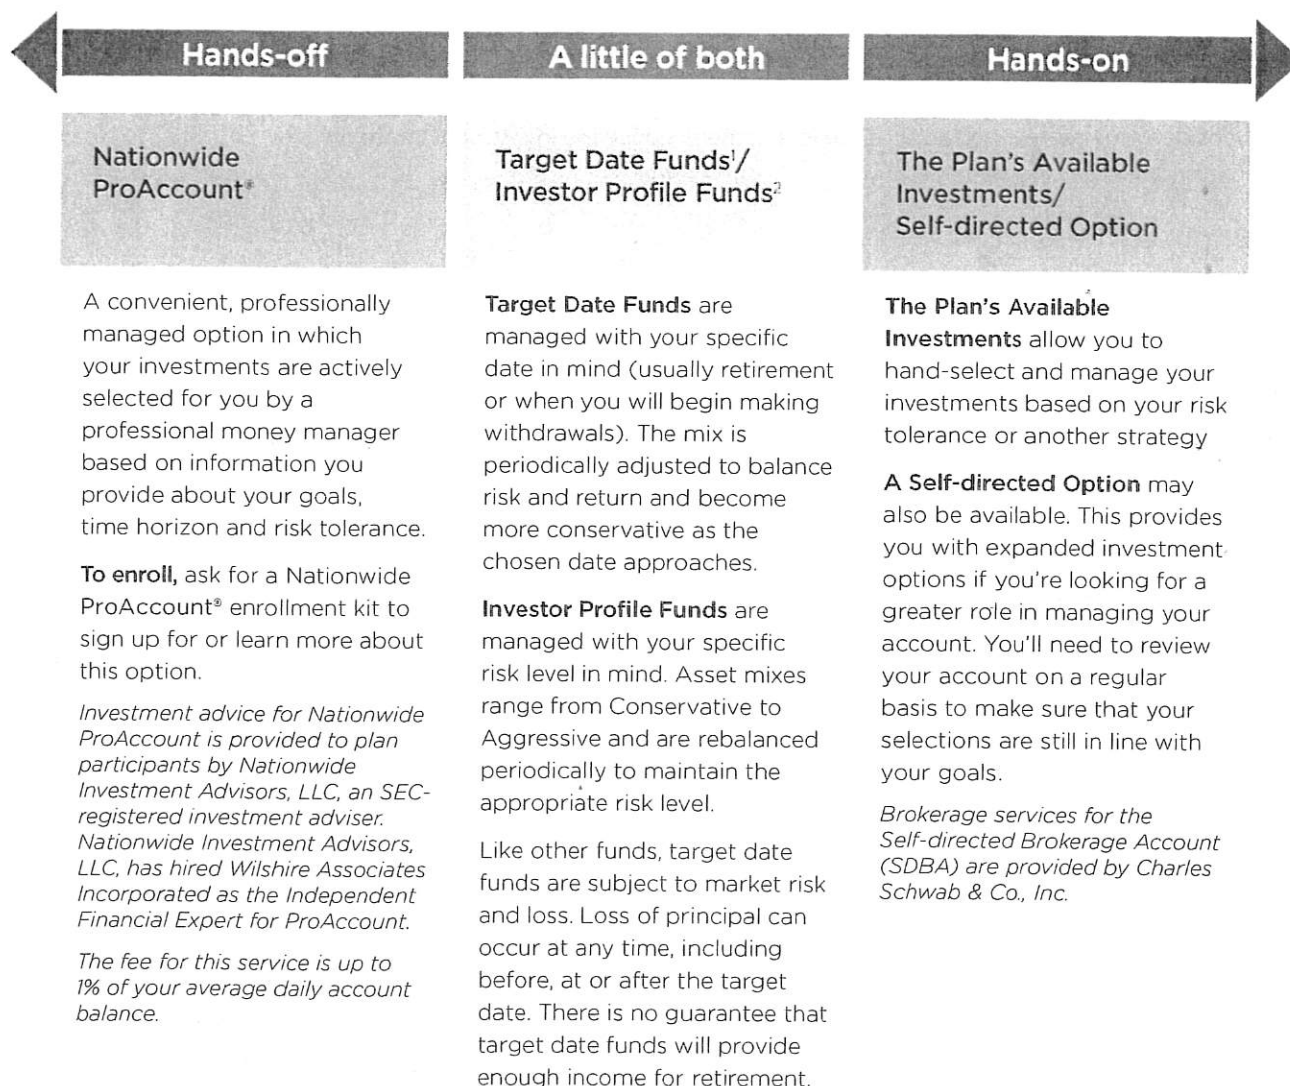 Hands-off
A little of both
Hands-on
Nationwide
ProAccount®
Target Date Funds¹/
Investor Profile Funds²
The Plan's Available
Investments/
Self-directed Option
A convenient, professionally
managed option in which
your investments are actively
selected for you by a
professional money manager
based on information you
provide about your goals,
time horizon and risk tolerance.
To enroll, ask for a Nationwide
ProAccount® enrollment kit to
sign up for or learn more about
this option.
Investment advice for Nationwide
ProAccount is provided to plan
participants by Nationwide
Investment Advisors, LLC, an SEC-
registered investment adviser.
Nationwide Investment Advisors,
LLC, has hired Wilshire Associates
Incorporated as the Independent
Financial Expert for ProAccount.
The fee for this service is up to
1% of your average daily account
balance.
Target Date Funds are
managed with your specific
date in mind (usually retirement
or when you will begin making
withdrawals). The mix is
periodically adjusted to balance
risk and return and become
more conservative as the
chosen date approaches.
Investor Profile Funds are
managed with your specific
risk level in mind. Asset mixes
range from Conservative to
Aggressive and are rebalanced
periodically to maintain the
appropriate risk level.
Like other funds, target date
funds are subject to market risk
and loss. Loss of principal can
occur at any time, including
before, at or after the target
date. There is no guarantee that
target date funds will provide
enough income for retirement.
The Plan's Available
Investments allow you to
hand-select and manage your
investments based on your risk
tolerance or another strategy
A Self-directed Option may
also be available. This provides
you with expanded investment
options if you're looking for a
greater role in managing your
account. You'll need to review
your account on a regular
basis to make sure that your
selections are still in line with
your goals.
Brokerage services for the
Self-directed Brokerage Account
(SDBA) are provided by Charles
Schwab & Co., Inc.